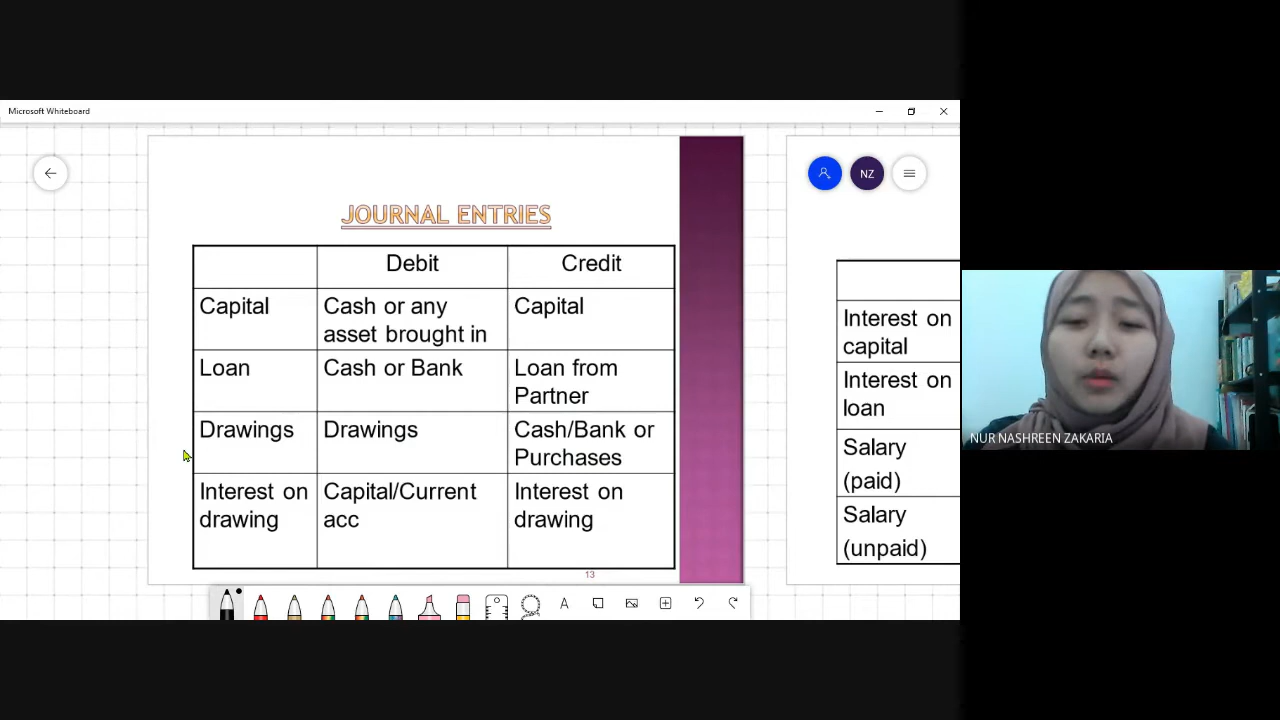 Microsoft Whiteboard
NZ
JOURNAL ENTRIES
Debit
Credit
Capital
Cash or any
asset brought in
Capital
Loan
Cash or Bank
Loan from
Partner
Drawings
Drawings
Cash/Bank or
Purchases
Interest on
drawing
Capital/Current
acc
Interest on
drawing
13
Interest on
capital
Interest on
loan
Salary
(paid)
Salary
(unpaid)
A
NUR NASHREEN ZAKARIA